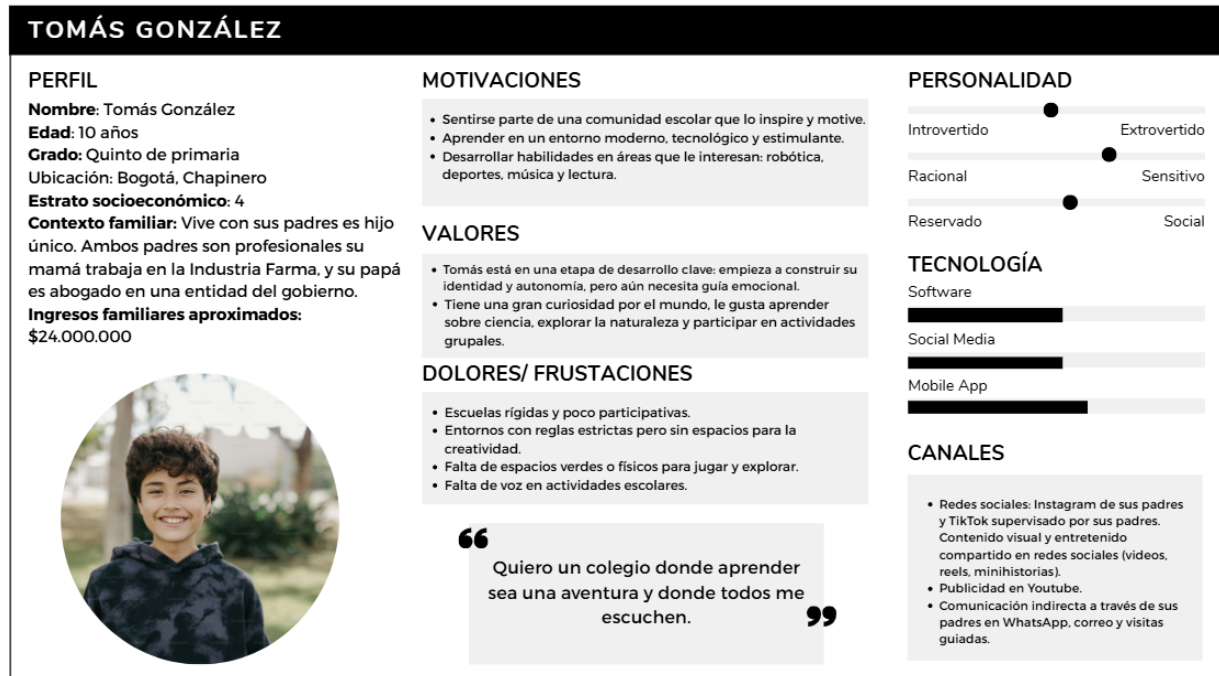 TOMÁS GONZÁLEZ
PERFIL
Nombre: Tomás González
Edad: 10 años
Grado: Quinto de primaria
Ubicación: Bogotá, Chapinero
Estrato socioeconómico: 4
Contexto familiar: Vive con sus padres es hijo
único. Ambos padres son profesionales su
mamá trabaja en la Industria Farma, y su papá
es abogado en una entidad del gobierno.
Ingresos familiares aproximados:
$24.000.000
MOTIVACIONES
• Sentirse parte de una comunidad escolar que lo inspire y motive.
• Aprender en un entorno moderno, tecnológico y estimulante.
• Desarrollar habilidades en áreas que le interesan: robótica,
deportes, música y lectura.
VALORES
• Tomás está en una etapa de desarrollo clave: empieza a construir su
identidad y autonomía, pero aún necesita guía emocional.
• Tiene una gran curiosidad por el mundo, le gusta aprender
sobre ciencia, explorar la naturaleza y participar en actividades
grupales.
DOLORES/ FRUSTACIONES
• Escuelas rígidas y poco participativas.
• Entornos con reglas estrictas pero sin espacios para la
creatividad.
• Falta de espacios verdes o físicos para jugar y explorar.
• Falta de voz en actividades escolares.
“
Quiero un colegio donde aprender
sea una aventura y donde todos me
escuchen.
”
PERSONALIDAD
Introvertido Extrovertido
Racional Sensitivo
Reservado Social
TECNOLOGÍA
Software
Social Media
Mobile App
CANALES
• Redes sociales: Instagram de sus padres
y TikTok supervisado por sus padres.
Contenido visual y entretenido
compartido en redes sociales (videos,
reels, minihistorias).
• Publicidad en Youtube.
• Comunicación indirecta a través de sus
padres en WhatsApp, correo y visitas
guiadas.